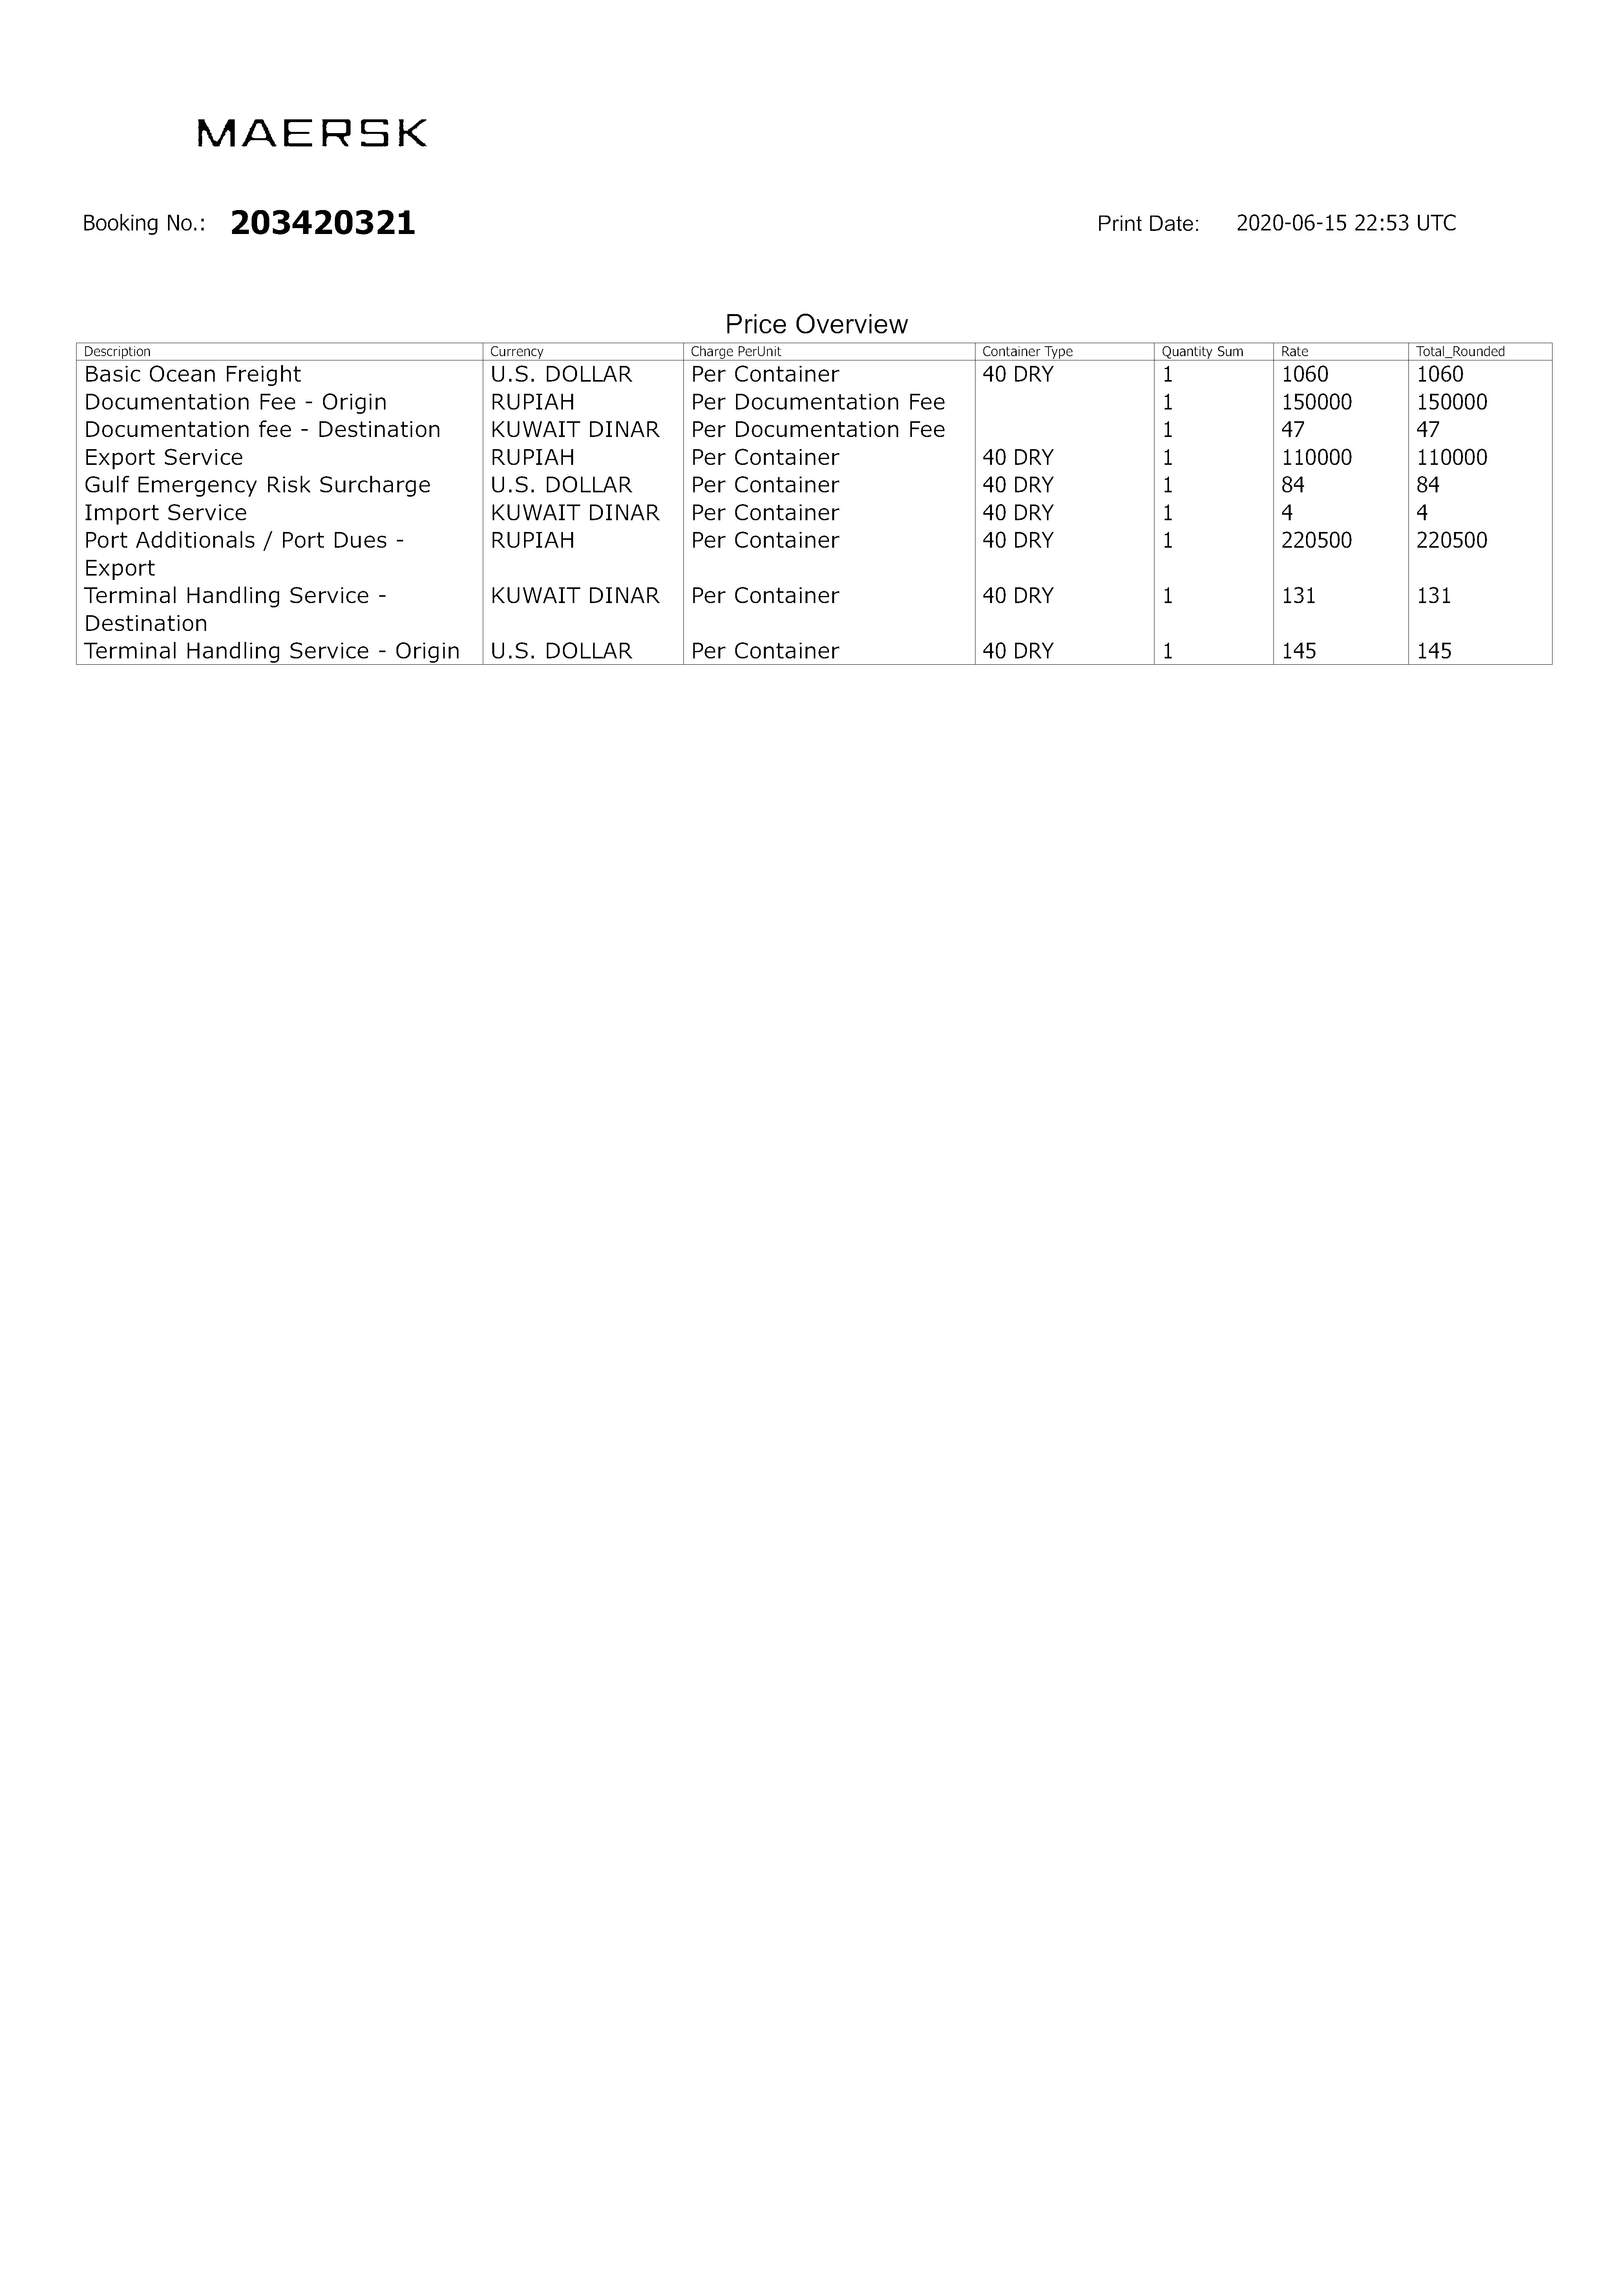 MAERSK
Booking No.: 203420321 Print Date: 2020-06-15 22:53 UTC
Price Overview
Description Currency Charge PerUnit Container Type Quantity Sum Rate Total_Rounded
Basic Ocean Freight U.S. DOLLAR Per Container 40 DRY 1 1060 1060
Documentation Fee - Origin RUPIAH Per Documentation Fee 1 150000 150000
Documentation fee - Destination KUWAIT DINAR Per Documentation Fee 1 47 47
Export Service RUPIAH Per Container 40 DRY 1 110000 110000
Gulf Emergency Risk Surcharge U.S. DOLLAR Per Container 40 DRY 1 84 84
Import Service KUWAIT DINAR Per Container 40 DRY 1 4 4
Port Additionals / Port Dues - RUPIAH Per Container 40 DRY 1 220500 220500
Export
Terminal Handling Service - KUWAIT DINAR Per Container 40 DRY 1 131 131
Destination
Terminal Handling Service - Origin U.S. DOLLAR Per Container 40 DRY 1 145 145